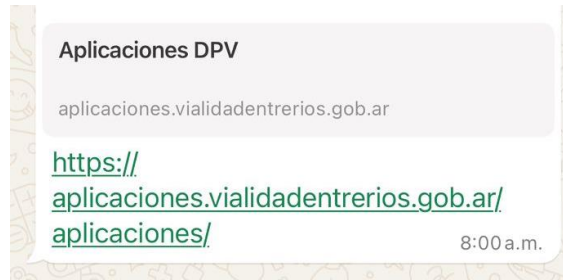 Aplicaciones DPV
aplicaciones.vialidadentrerios.gob.ar
https://
aplicaciones.vialidadentrerios.gob.ar/
aplicaciones/
8:00 a.m.